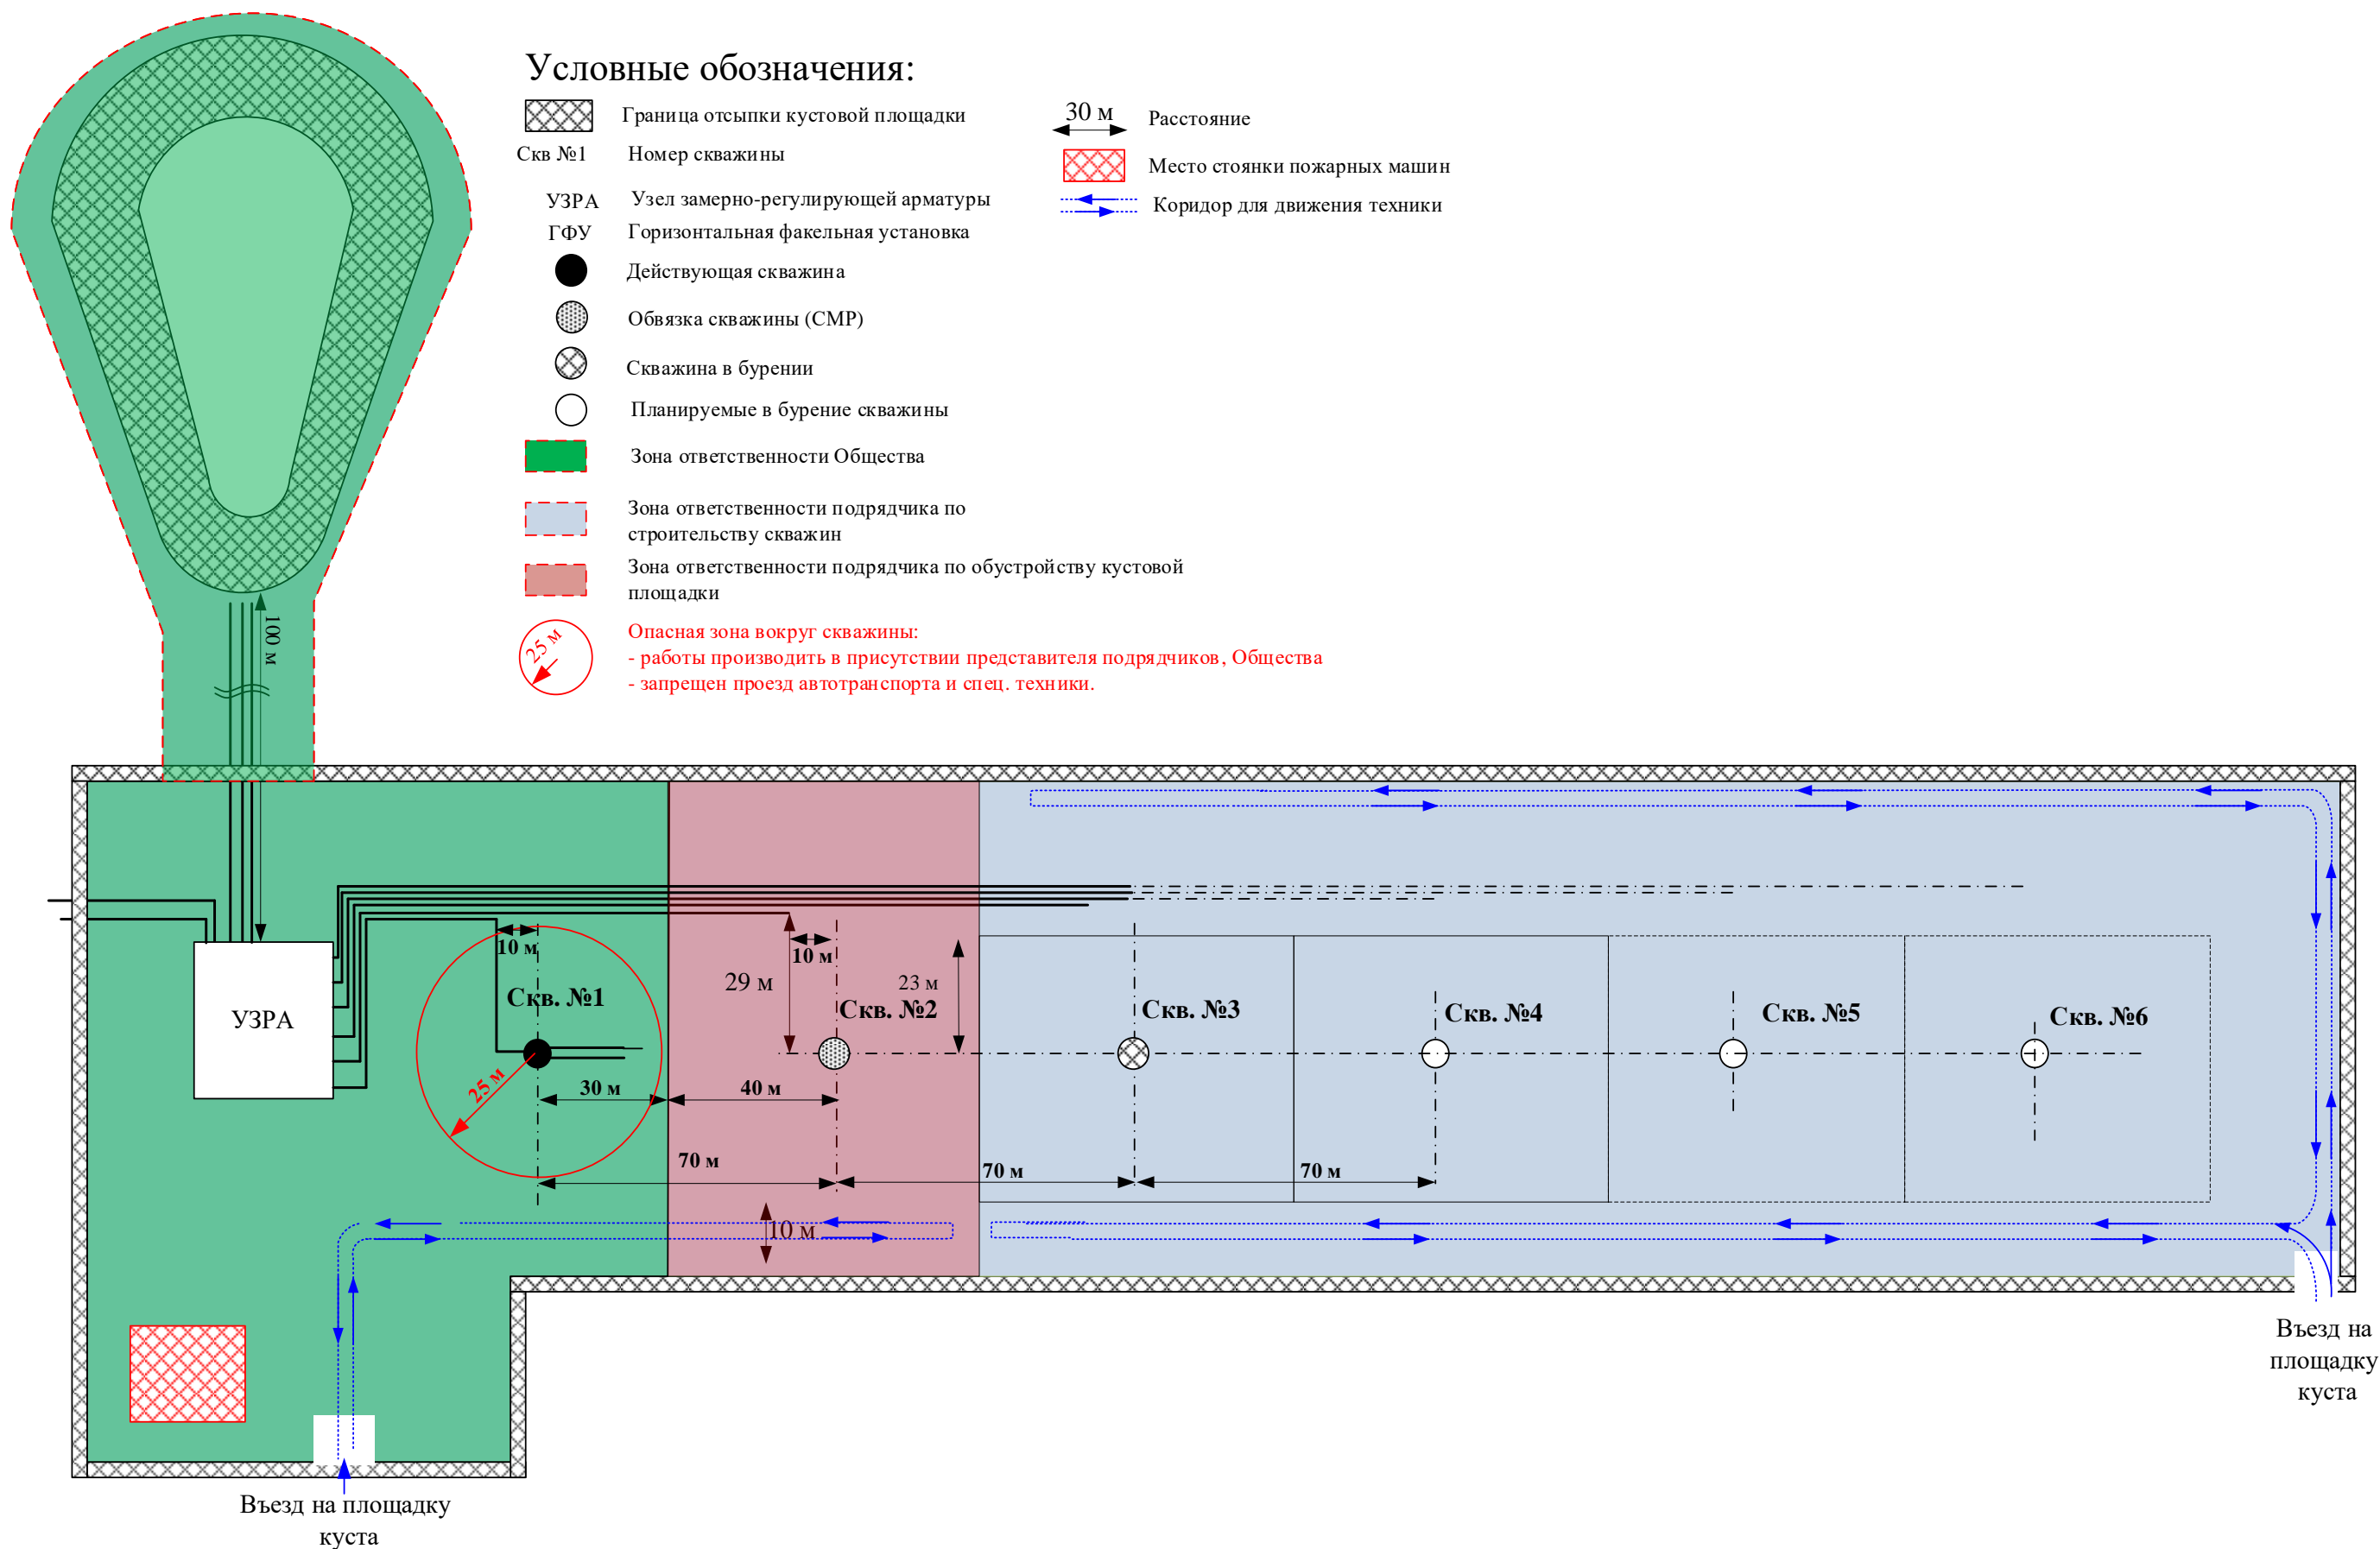 Условные обозначения:
Граница отсыпки кустовой площадки
Скв №1
Номер скважины
УЗРА
Узел замерно-регулирующей арматуры
ГФУ
Горизонтальная факельная установка
Действующая скважина
Обвязка скважины (СМР)
Скважина в бурении
Планируемые в бурение скважины
Зона ответственности Общества
Зона ответственности подрядчика по
строительству скважин
Зона ответственности подрядчика по обустройству кустовой
площадки
25 м
Опасная зона вокруг скважины:
- работы производить в присутствии представителя подрядчиков, Общества
- запрещен проезд автотранспорта и спец. техники.
30 м
Расстояние
Место стоянки пожарных машин
Коридор для движения техники
100 м
10 м
10 м
29 м
23 м
УЗРА
Скв. №1
Скв. №2
Скв. №3
Скв. №4
Скв. №5
Скв. №6
25 м
30 м
40 м
70 м
70 м
70 м
10 м
Въезд на
площадку
куста
Въезд на площадку
куста